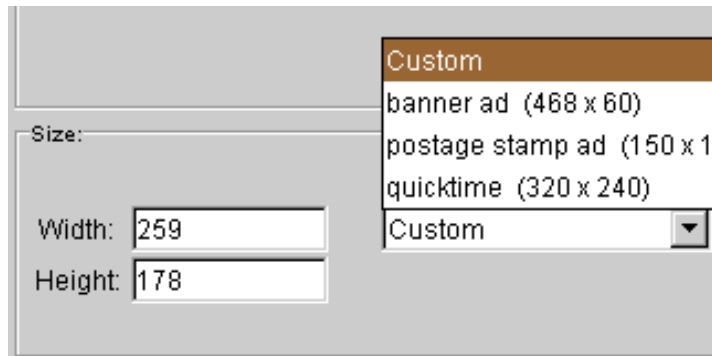 Custom
banner ad (468 x 60)
postage stamp ad (150 x 1
quicktime (320 x 240)
Size:
Width: 259
Custom
Height: 178